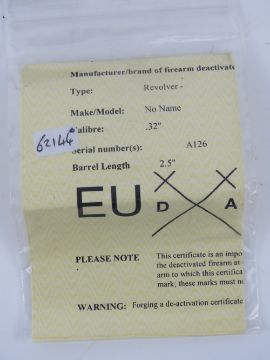 Manufacturer/brand of firearm deactivate
Type: Revolver -
Make/Model: No Name
Calibre: .32"
62144
Serial number(s): A126
Barrel Length 2.5"
EU D A
PLEASE NOTE This certificate is an impo
the deactivated firearm at
arm to which this certifica
mark; these marks must no
WARNING: Forging a de-activation certificate